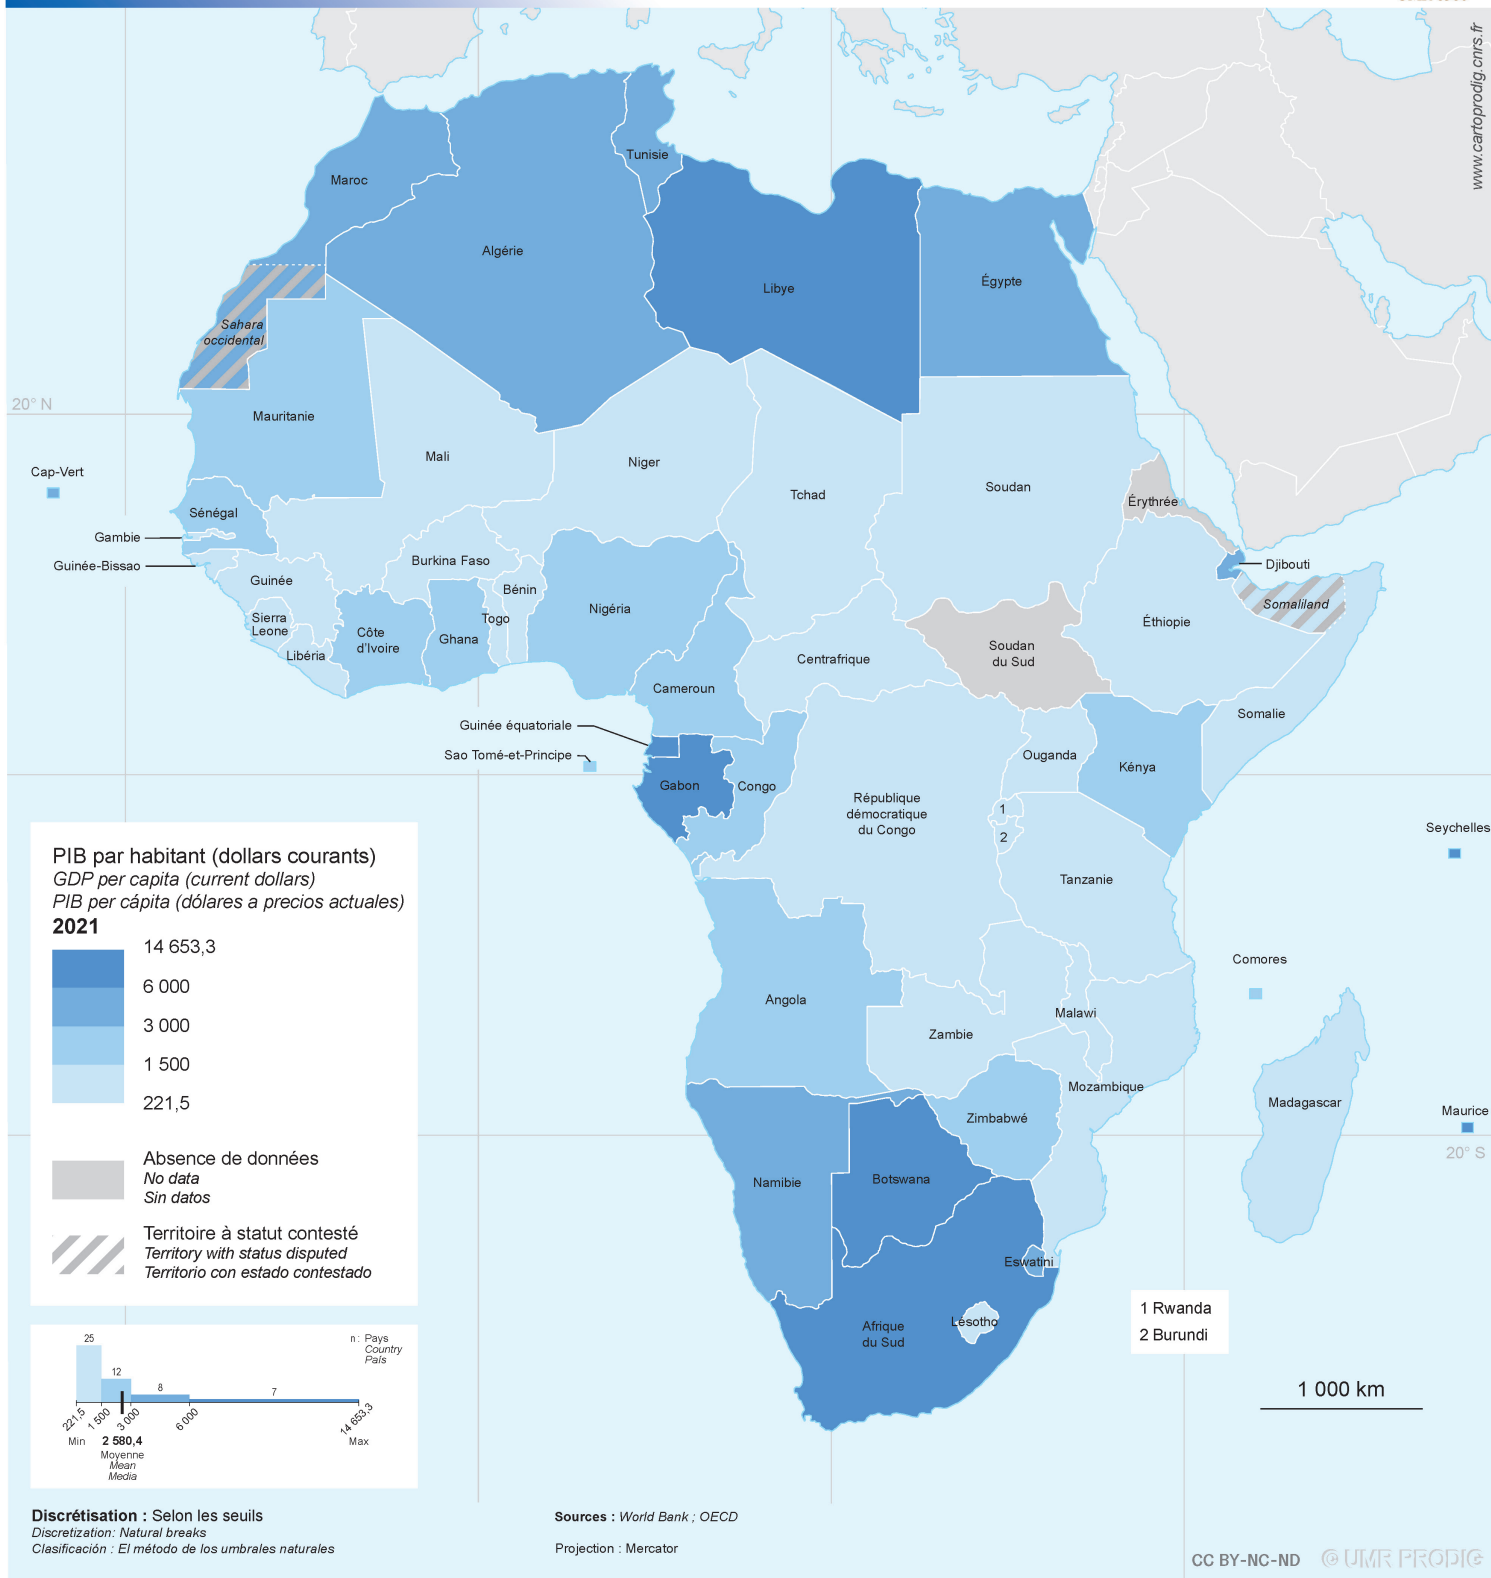 www.cartoprodig.cnrs.fr
Tunisie
Maroc
Algérie
Libye
Égypte
Sahara
occidental
20° N
Mauritanie
Mali
Niger
Tchad
Soudan
Érythrée
Cap-Vert
Sénégal
Gambie
Guinée-Bissao
Guinée
Burkina Faso
Bénin
Togo
Nigéria
Djibouti
Somaliland
Sierra
Leone
Libéria
Côte
d'Ivoire
Ghana
Éthiopie
Centrafrique
Soudan
du Sud
Cameroun
Somalie
Guinée équatoriale
Sao Tomé-et-Principe
Ouganda
Kénya
Gabon
Congo
République
démocratique
du Congo
1
2
Seychelles
Tanzanie
Comores
Angola
Malawi
Zambie
Mozambique
Madagascar
Maurice
20° S
Zimbabwé
Namibie
Botswana
Eswatini
Afrique
du Sud
Lésotho
PIB par habitant (dollars courants)
GDP per capita (current dollars)
PIB per cápita (dólares a precios actuales)
2021
14 653,3
6 000
3 000
1 500
221,5
Absence de données
No data
Sin datos
Territoire à statut contesté
Territory with status disputed
Territorio con estado contestado
1 Rwanda
2 Burundi
1 000 km
25
12
8
7
n : Pays
Country
País
221,5
1 500
3 000
6 000
14 653,3
Min
2 580,4
Max
Moyenne
Mean
Media
Discrétisation : Selon les seuils
Discretization: Natural breaks
Clasificación : El método de los umbrales naturales
Sources : World Bank ; OECD
Projection : Mercator
CC BY-NC-ND © UMR PRODIG